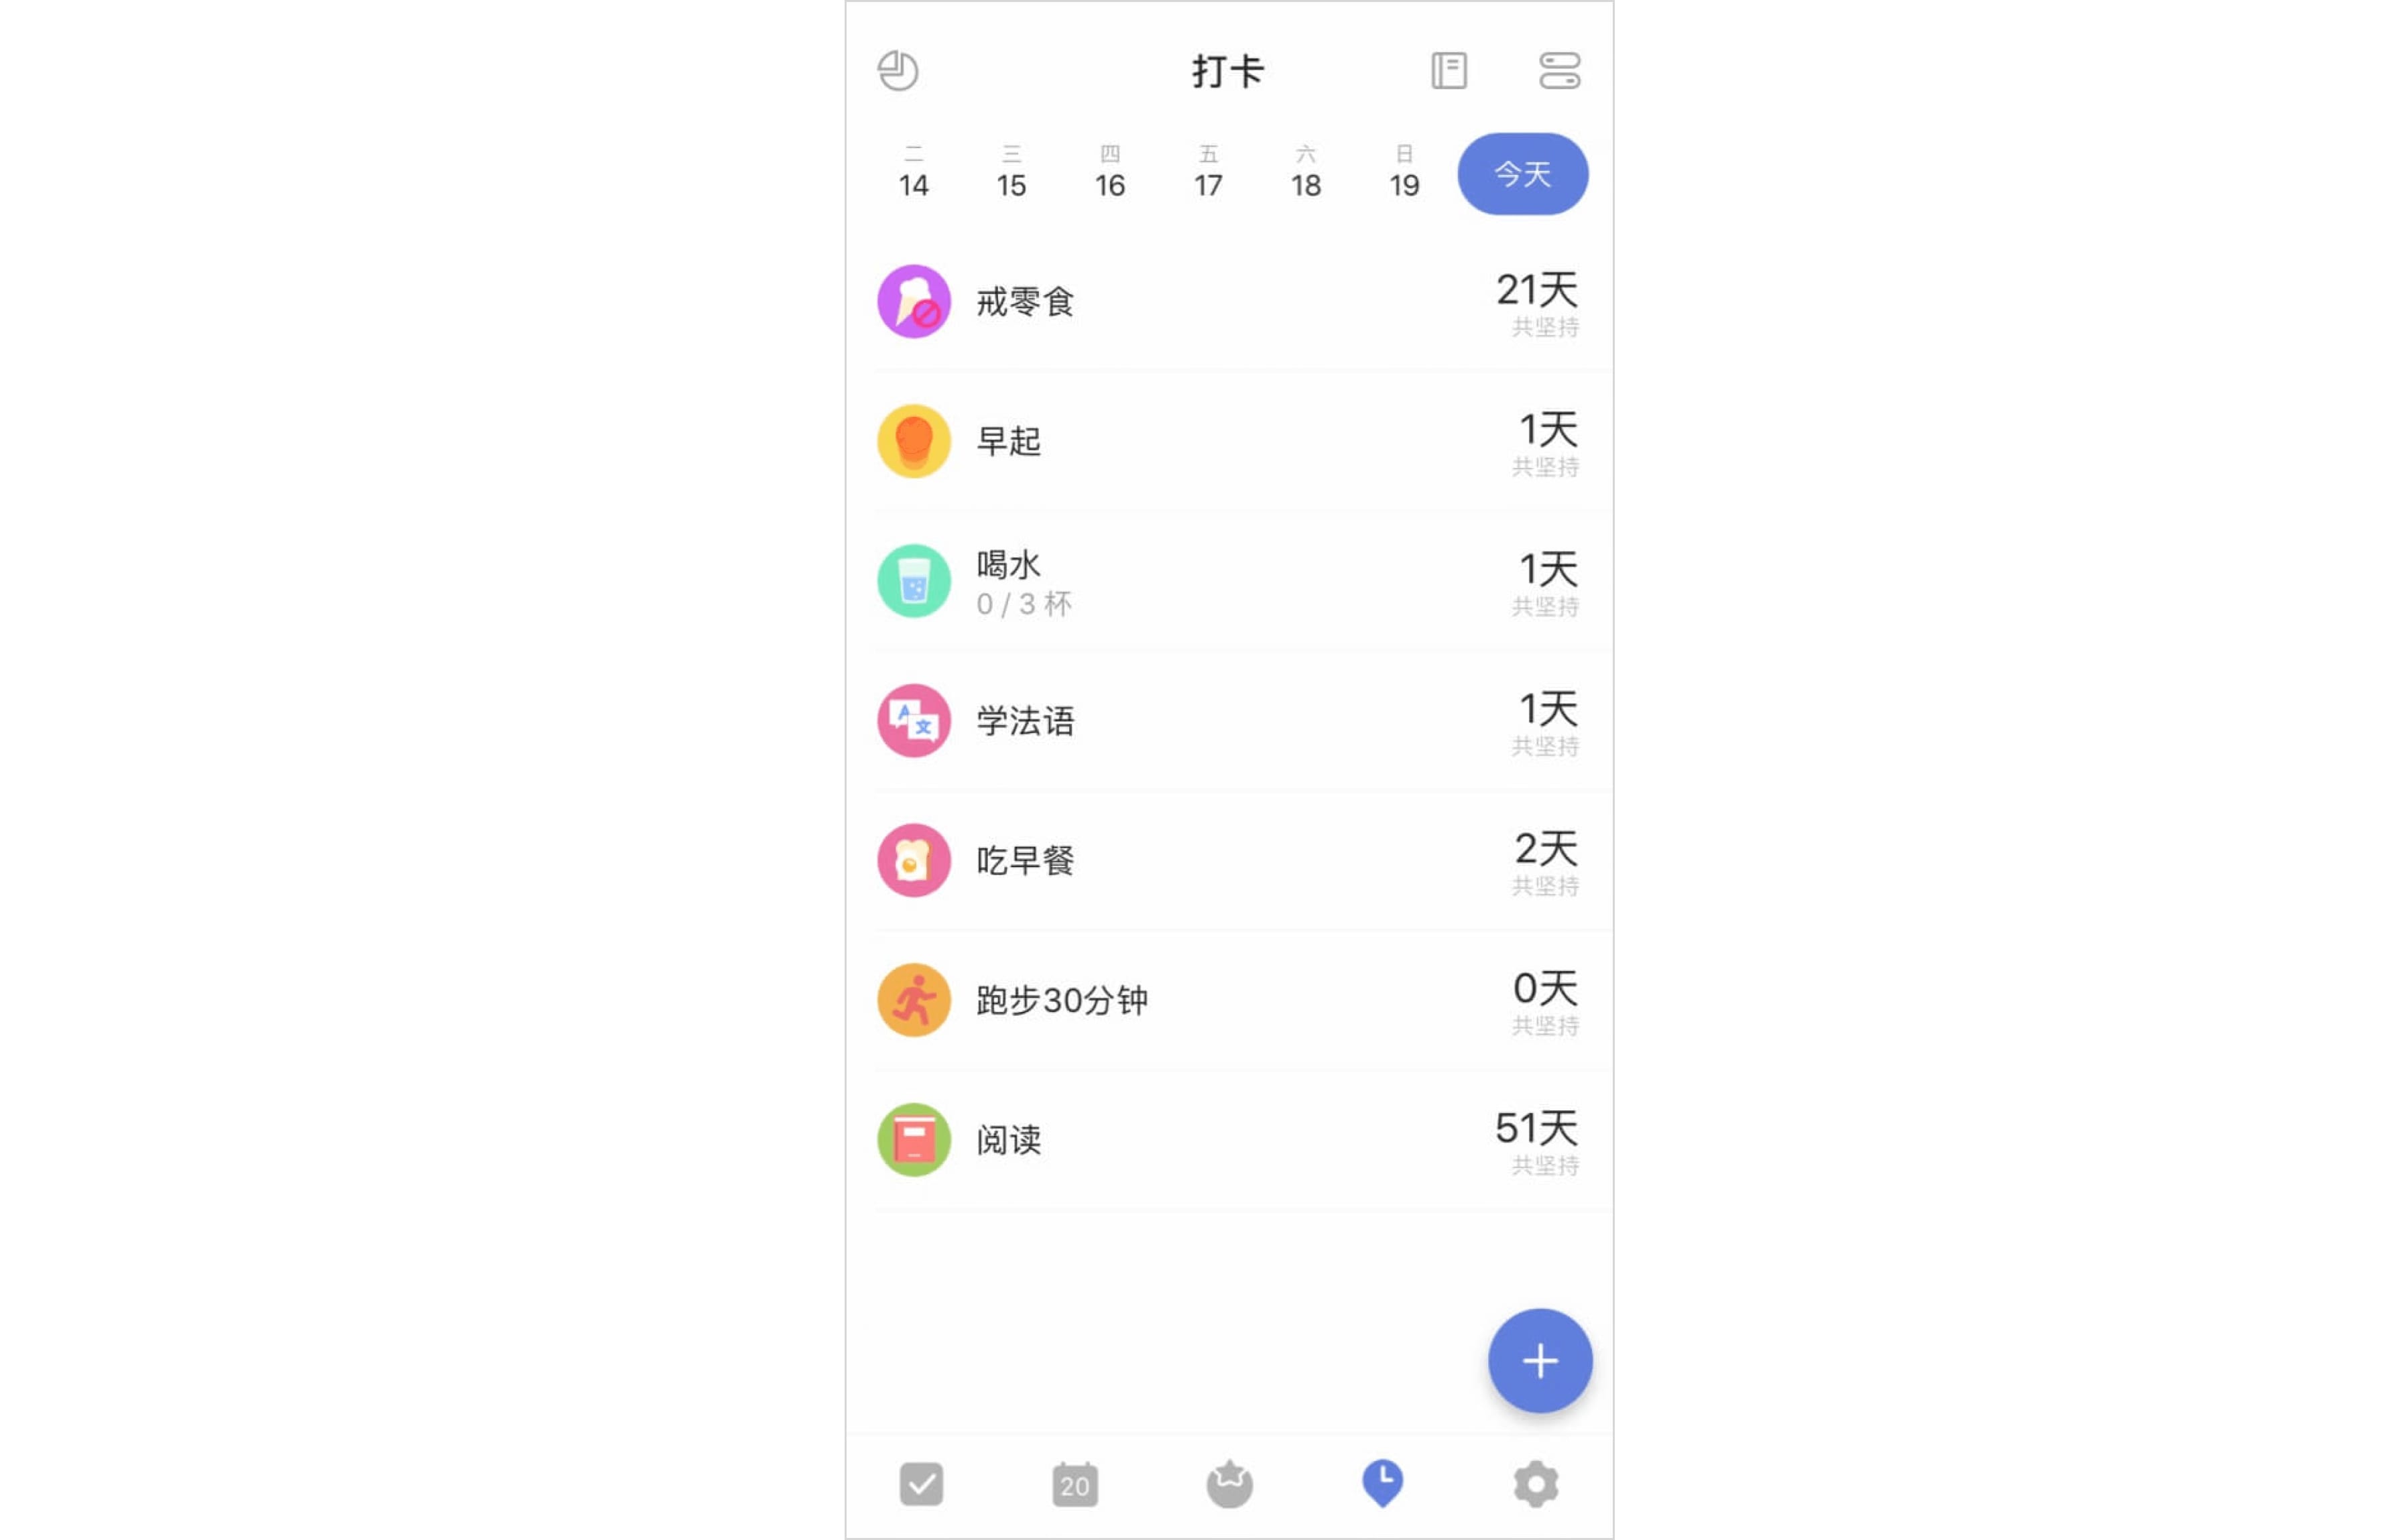 打卡
二 三 四 五 六 日 今天
14 15 16 17 18 19
戒零食 21天
共坚持
早起 1天
共坚持
喝水 1天
0 / 3 杯 共坚持
A 文
学法语 1天
共坚持
吃早餐 2天
共坚持
跑步30分钟 0天
共坚持
阅读 51天
共坚持
20